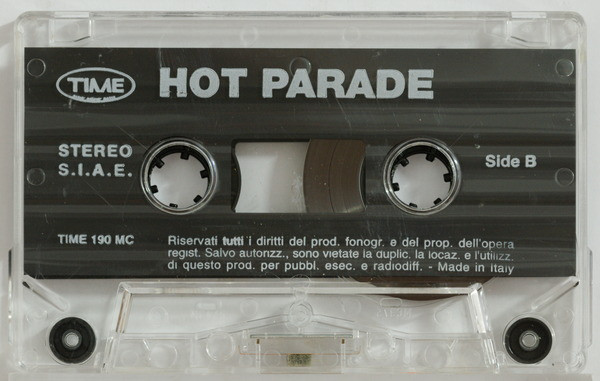 TIME HOT PARADE
STEREO
S.I.A.E.
Side B
TIME 190 MC
Riservati tutti i diritti del prod. fonogr. e del prop. dell'opera
regist. Salvo autorizz., sono vietate la duplic. la locaz. e l'utilizz.
di questo prod. per pubbl. esec. e radiodiff. - Made in Italy